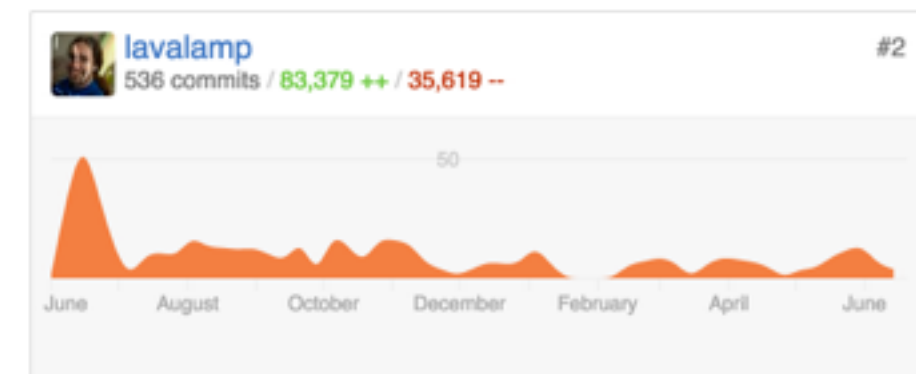 lavalamp
#2
536 commits / 83,379 ++ / 35,619 --
50
June August October December February April June